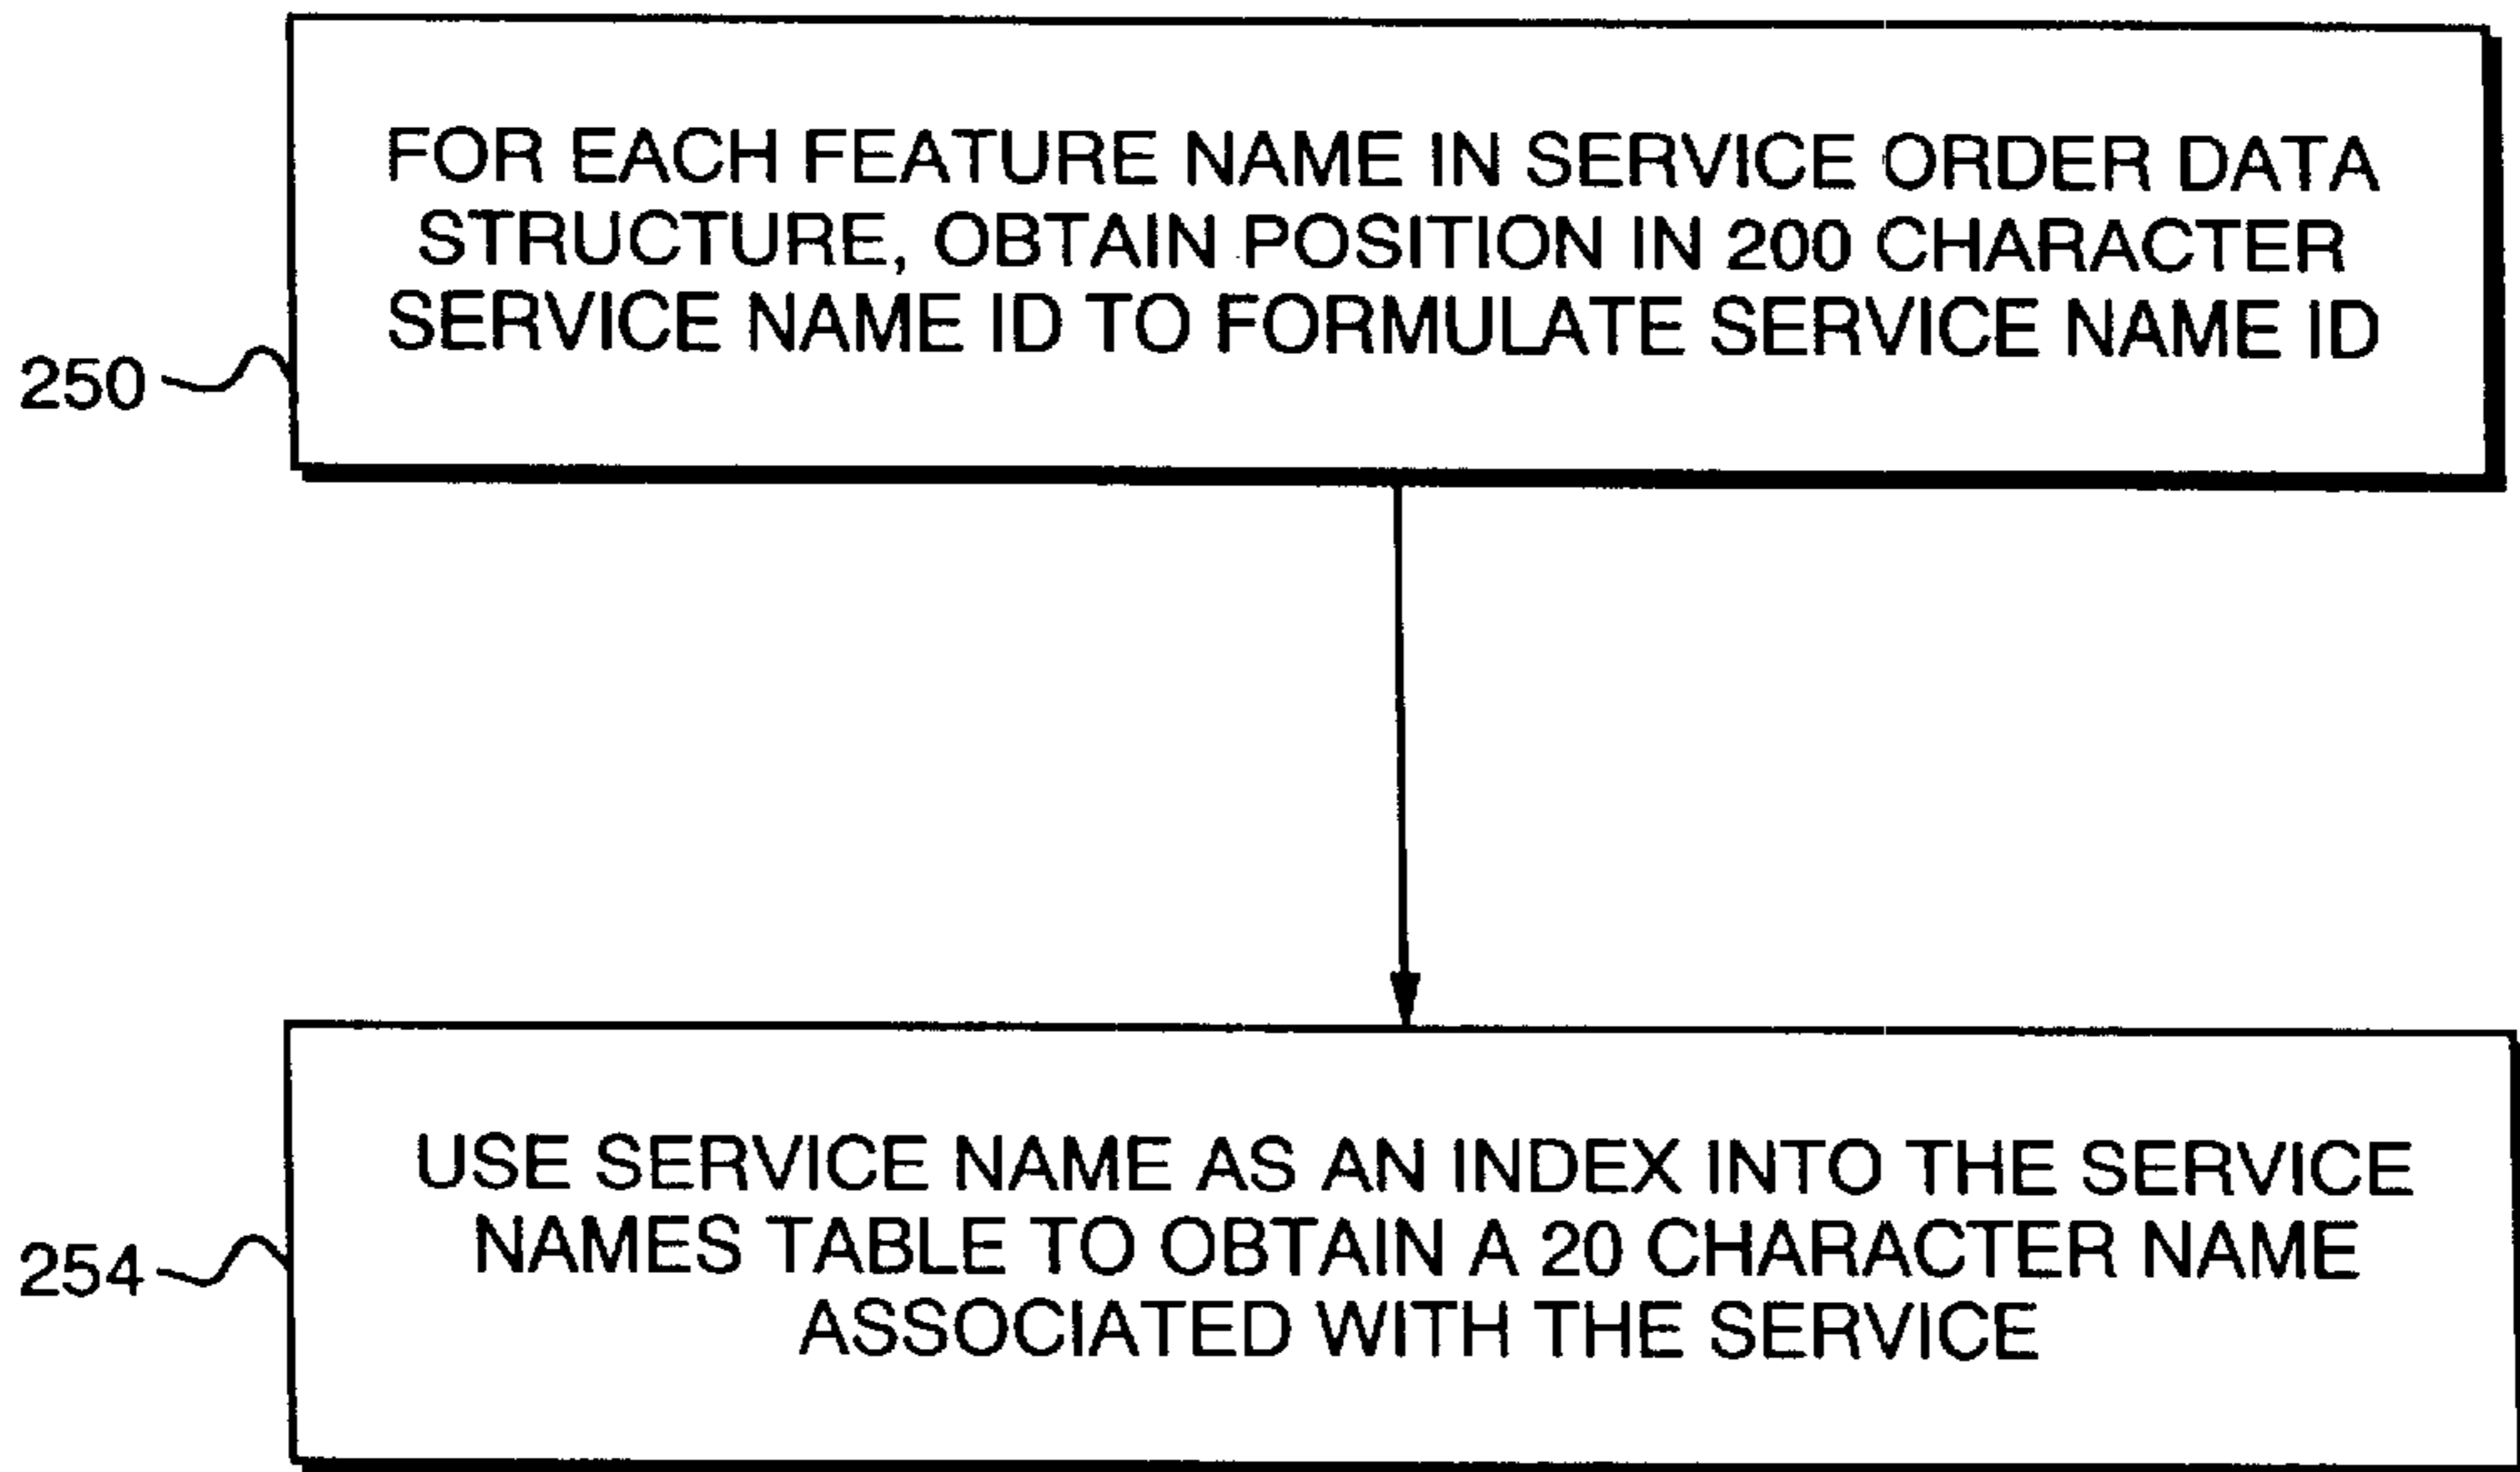 FOR EACH FEATURE NAME IN SERVICE ORDER DATA
STRUCTURE, OBTAIN POSITION IN 200 CHARACTER
SERVICE NAME ID TO FORMULATE SERVICE NAME ID
250
USE SERVICE NAME AS AN INDEX INTO THE SERVICE
NAMES TABLE TO OBTAIN A 20 CHARACTER NAME
254
ASSOCIATED WITH THE SERVICE